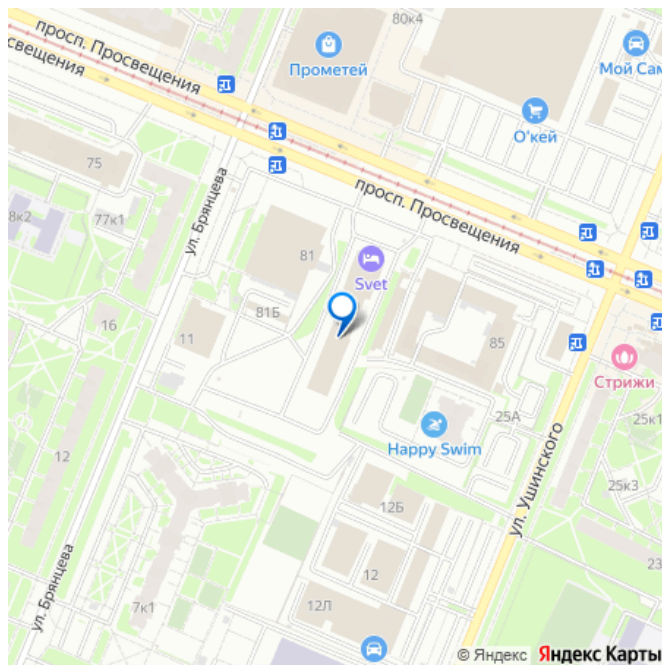 80к4
просп. Просвещения
свещения
Прометей
Мой Сам
О'кей
75
просп. Просвещения
ул. Брянцева
8к2
77к1
81
Svet
81Б
16
11
85
Стрижи
25А
25к1
Happy Swim
12
ул. Ушинского
25к3
12Б
ул. Брянцева
12
23
7к1
12Л
© Яндекс Яндекс Карты